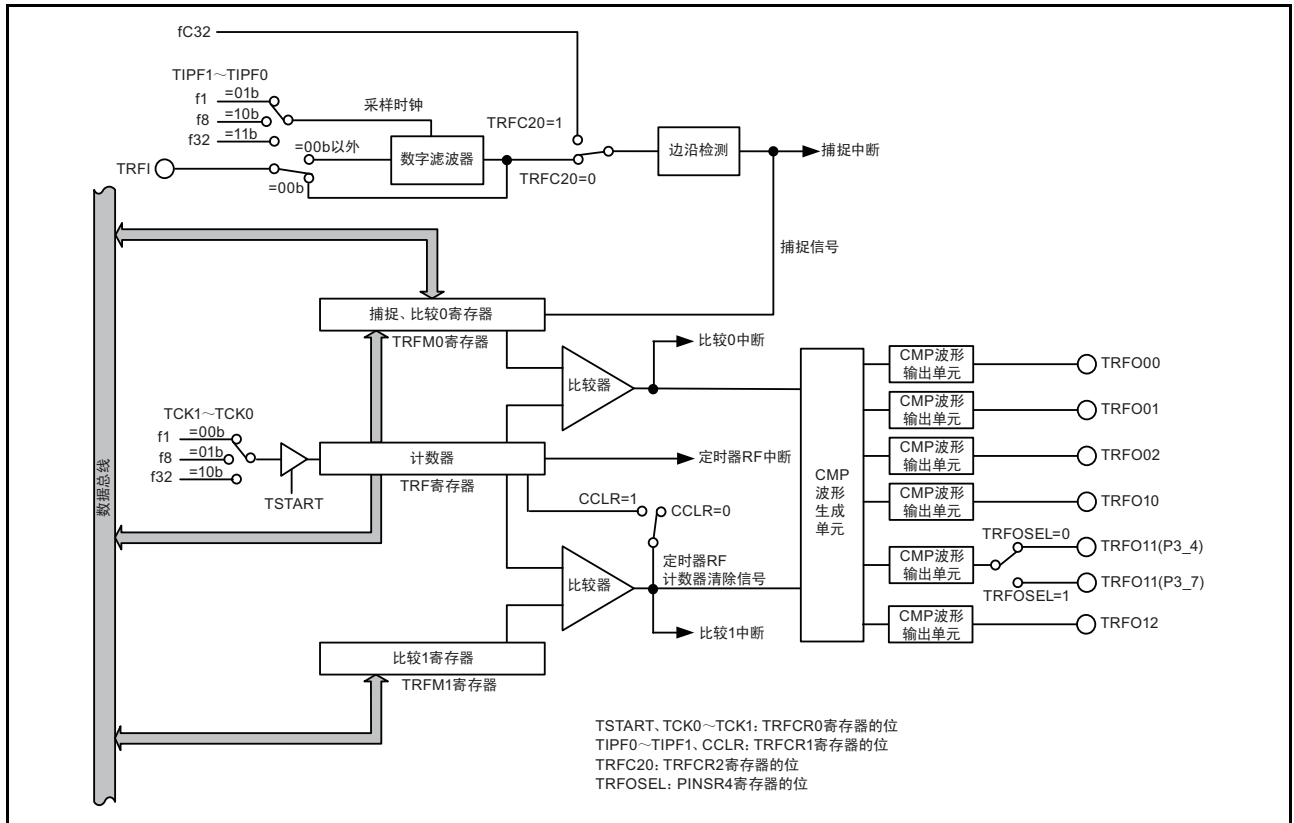 fC32
TIPF1～TIPF0
f1 =01b
f8 =10b
f32 =11b
采样时钟
TRFI
=00b以外
=00b
数字滤波器
TRFC20=1
TRFC20=0
边沿检测
捕捉中断
捕捉信号
数据总线
捕捉、比较0寄存器
TRFM0寄存器
比较器
比较0中断
TCK1～TCK0
f1 =00b
f8 =01b
f32 =10b
TSTART
计数器
TRF寄存器
定时器RF中断
CCLR=1
CCLR=0
比较器
定时器RF
计数器清除信号
比较1中断
比较1寄存器
TRFM1寄存器
CMP
波形
生成
单元
CMP波形
输出单元
TRFO00
CMP波形
输出单元
TRFO01
CMP波形
输出单元
TRFO02
CMP波形
输出单元
TRFO10
CMP波形
输出单元
TRFOSEL=0
TRFO11(P3_4)
TRFO11(P3_7)
TRFOSEL=1
CMP波形
输出单元
TRFO12
TSTART、TCK0～TCK1：TRFCR0寄存器的位
TIPF0～TIPF1、CCLR：TRFCR1寄存器的位
TRFC20：TRFCR2寄存器的位
TRFOSEL：PINSR4寄存器的位